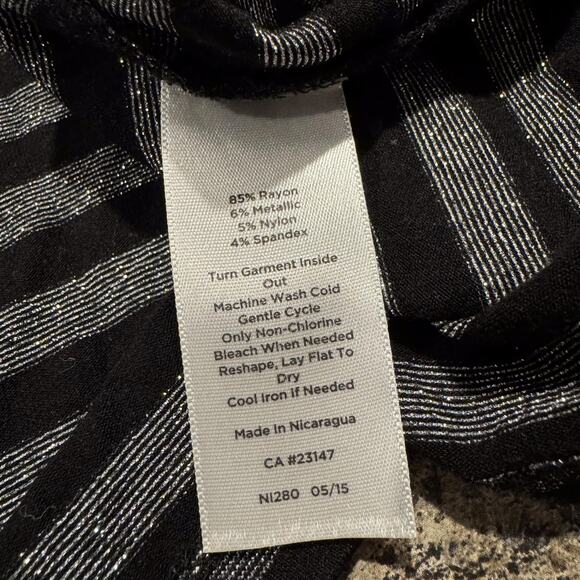 85% Rayon
6% Metallic
5% Nylon
4% Spandex
Turn Garment Inside
Out
Machine Wash Cold
Gentle Cycle
Only Non-Chlorine
Bleach When Needed
Reshape, Lay Flat To
Dry
Cool Iron if Needed
Made in Nicaragua
CA #23147
NI280 05/15